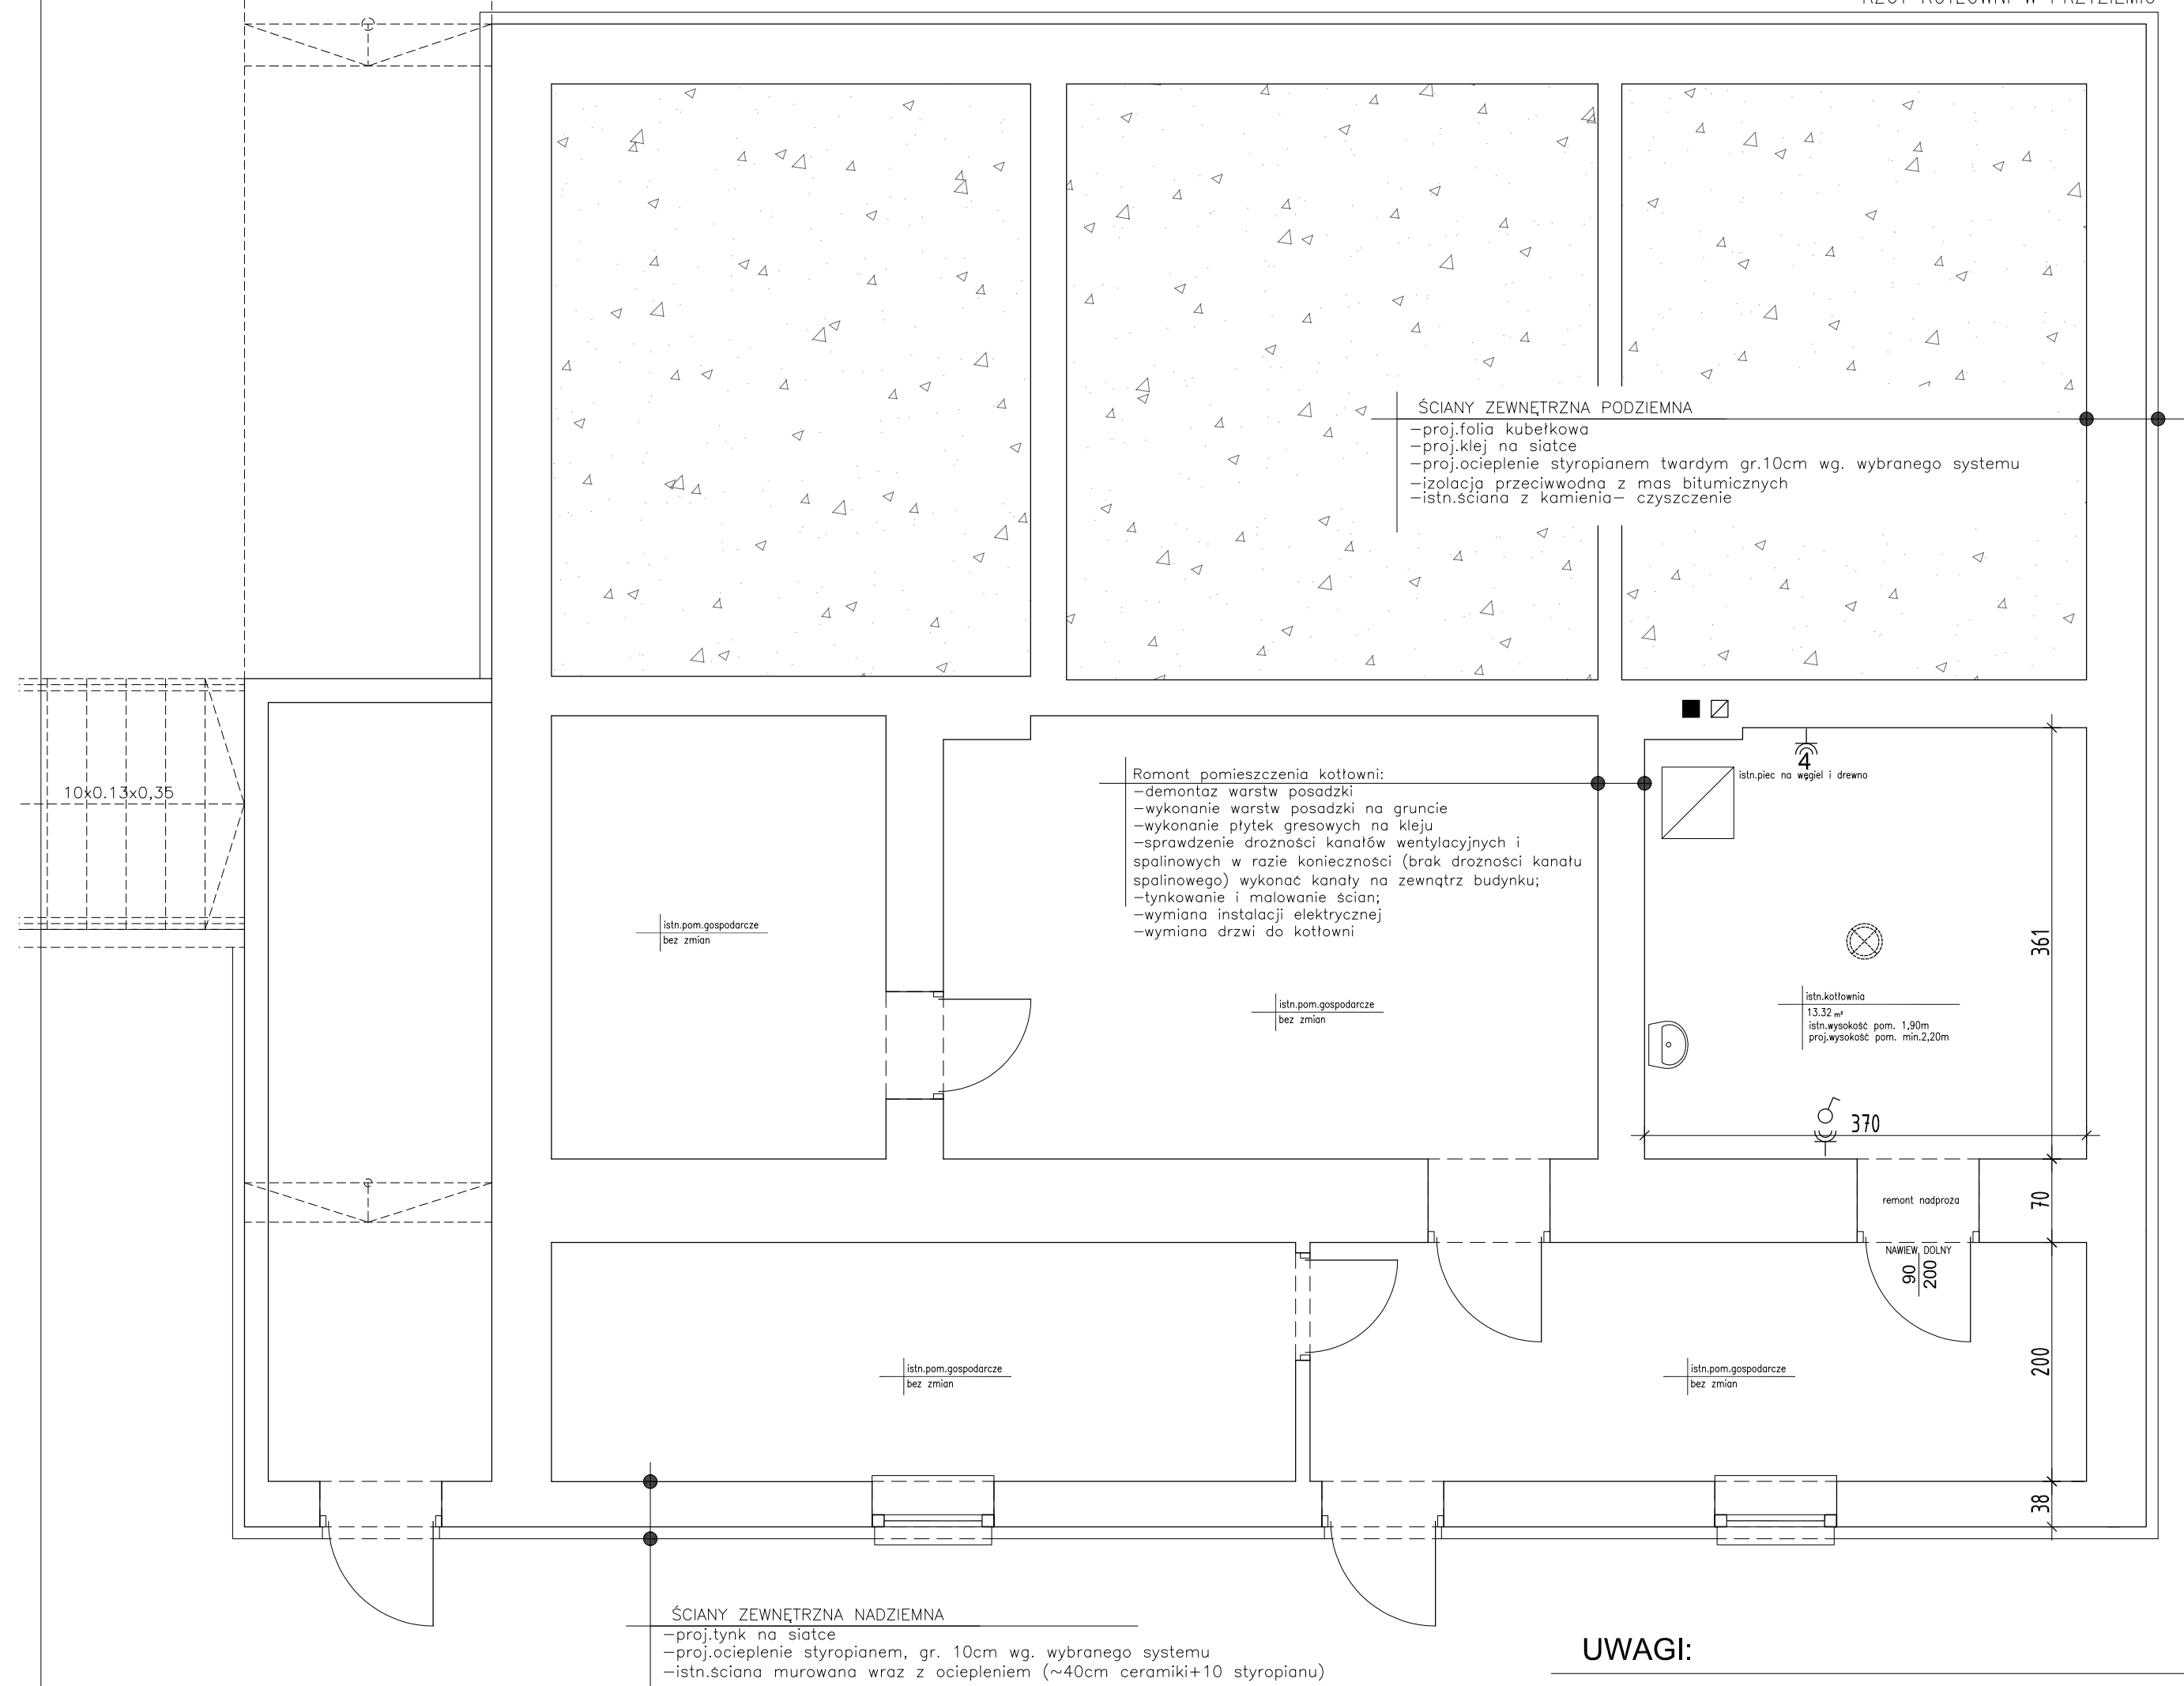 RZUT KOTŁOWNI W PRZYZIEMIU
ŚCIANY ZEWNĘTRZNA PODZIEMNA
-proj.folia kubełkowa
-proj.klej na siatce
-proj.ocieplenie styropianem twardym gr.10cm wg. wybranego systemu
-izolacja przeciwwodna z mas bitumicznych
-istn.ściana z kamienia- czyszczenie
10x0.13x0,35
Romont pomieszczenia kotłowni:
-demontaz warstw posadzki
-wykonanie warstw posadzki na gruncie
-wykonanie płytek gresowych na kleju
-sprawdzenie drozności kanałów wentylacyjnych i
spalinowych w razie konieczności (brak drozności kanału
spalinowego) wykonać kanały na zewnątrz budynku;
-tynkowanie i malowanie ścian;
-wymiana instalacji elektrycznej
-wymiana drzwi do kotłowni
4
istn.piec na węgiel i drewno
istn.pom.gospodarcze
bez zmian
istn.pom.gospodarcze
bez zmian
361
istn.kotłownia
13.32 m²
istn.wysokość pom. 1,90m
proj.wysokość pom. min.2,20m
370
remont nadproza
70
NAWIEW DOLNY
90
200
istn.pom.gospodarcze
bez zmian
istn.pom.gospodarcze
bez zmian
200
38
ŚCIANY ZEWNĘTRZNA NADZIEMNA
-proj.tynk na siatce
-proj.ocieplenie styropianem, gr. 10cm wg. wybranego systemu
-istn.ściana murowana wraz z ociepleniem (~40cm ceramiki+10 styropianu)
UWAGI: